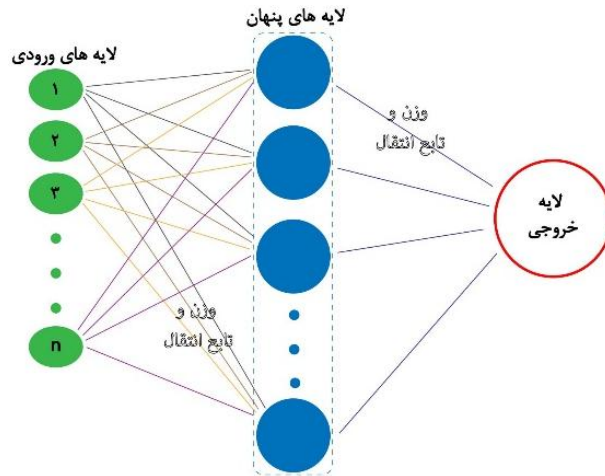 لایه های پنهان
لایه های ورودی
۱
۲
۳
n
وزن و
تابع انتقال
وزن و
تابع انتقال
لایه
خروجی